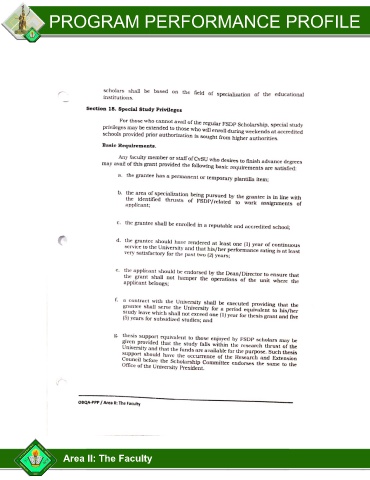 PROGRAM PERFORMANCE PROFILE
scholars shall be based on the field of specialization of the educational
institutions.
Section 18. Special Study Privileges
For those who cannot avail of the regular FSDP Scholarship, special study
privileges may be extended to those who will enroll during weekends at accredited
schools provided prior authorization is sought from higher authorities.
Basic Requirements.
Any faculty member or staff of CvSU who desires to finish advance degrees
may avail of this grant provided the following basic requirements are satisfied:
a. the grantee has a permanent or temporary plantilla item;
b. the area of specialization being pursued by the grantee is in line with
the identified thrusts of FSDP/related to work assignments of
applicant;
c. the grantee shall be enrolled in a reputable and accredited school;
d. the grantee should have rendered at least one (1) year of continuous
service to the University and that his/her performance rating is at least
very satisfactory for the past two (2) years;
e. the applicant should be endorsed by the Dean/Director to ensure that
the grant shall not hamper the operations of the unit where the
applicant belongs;
f. a contract with the University shall be executed providing that the
grantee shall serve the University for a period equivalent to his/her
study leave which shall not exceed one (1) year for thesis grant and five
(5) years for subsidized studies; and
g. thesis support equivalent to those enjoyed by FSDP scholars may be
given provided that the study falls within the research thrust of the
University and that the funds are available for the purpose. Such thesis
support should have the occurrence of the Research and Extension
Council before the Scholarship Committee endorses the same to the
Office of the University President.
OEQA-PPP / Area II: The Faculty
Area II: The Faculty